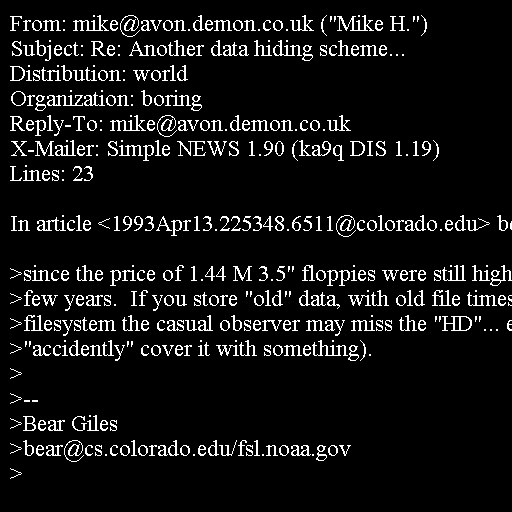 From: mike@avon.demon.co.uk ("Mike H.")
Subject: Re: Another data hiding scheme...
Distribution: world
Organization: boring
Reply-To: mike@avon.demon.co.uk
X-Mailer: Simple NEWS 1.90 (ka9q DIS 1.19)
Lines: 23

In article <1993Apr13.225348.6511@colorado.edu> be

>since the price of 1.44 M 3.5" floppies were still high
>few years.  If you store "old" data, with old file times
>filesystem the casual observer may miss the "HD"... e
>"accidently" cover it with something).
>
>--
>Bear Giles
>bear@cs.colorado.edu/fsl.noaa.gov
>